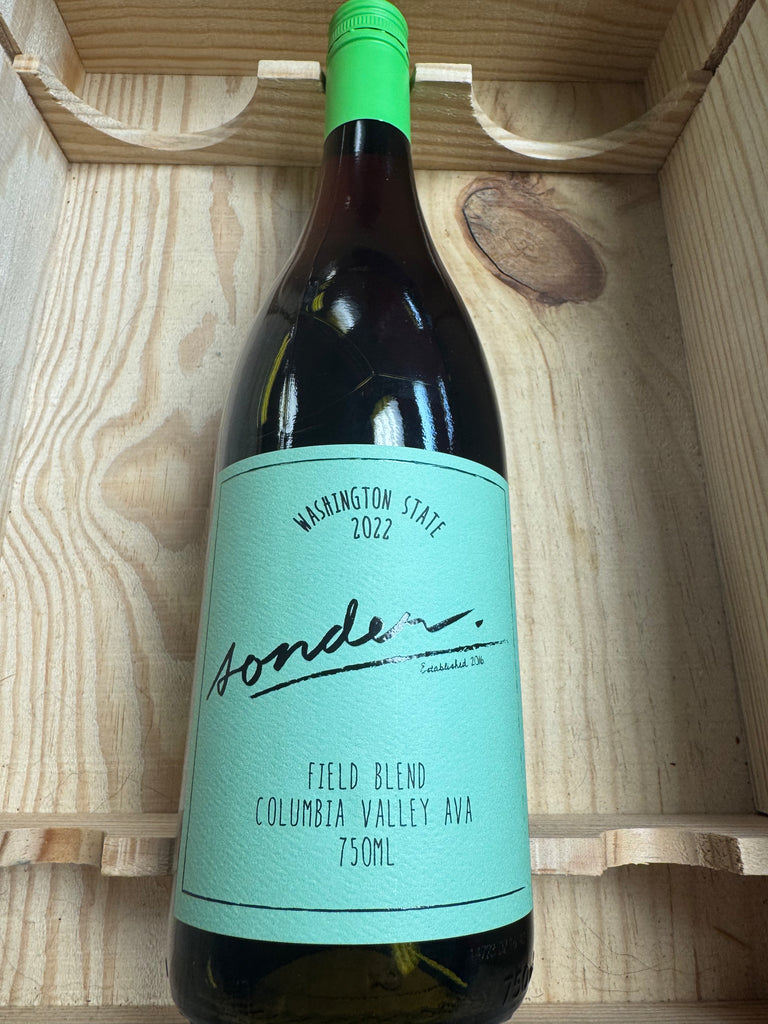 WASHINGTON STATE
2022
sonder.
Established 2016
FIELD BLEND
COLUMBIA VALLEY AVA
750ML